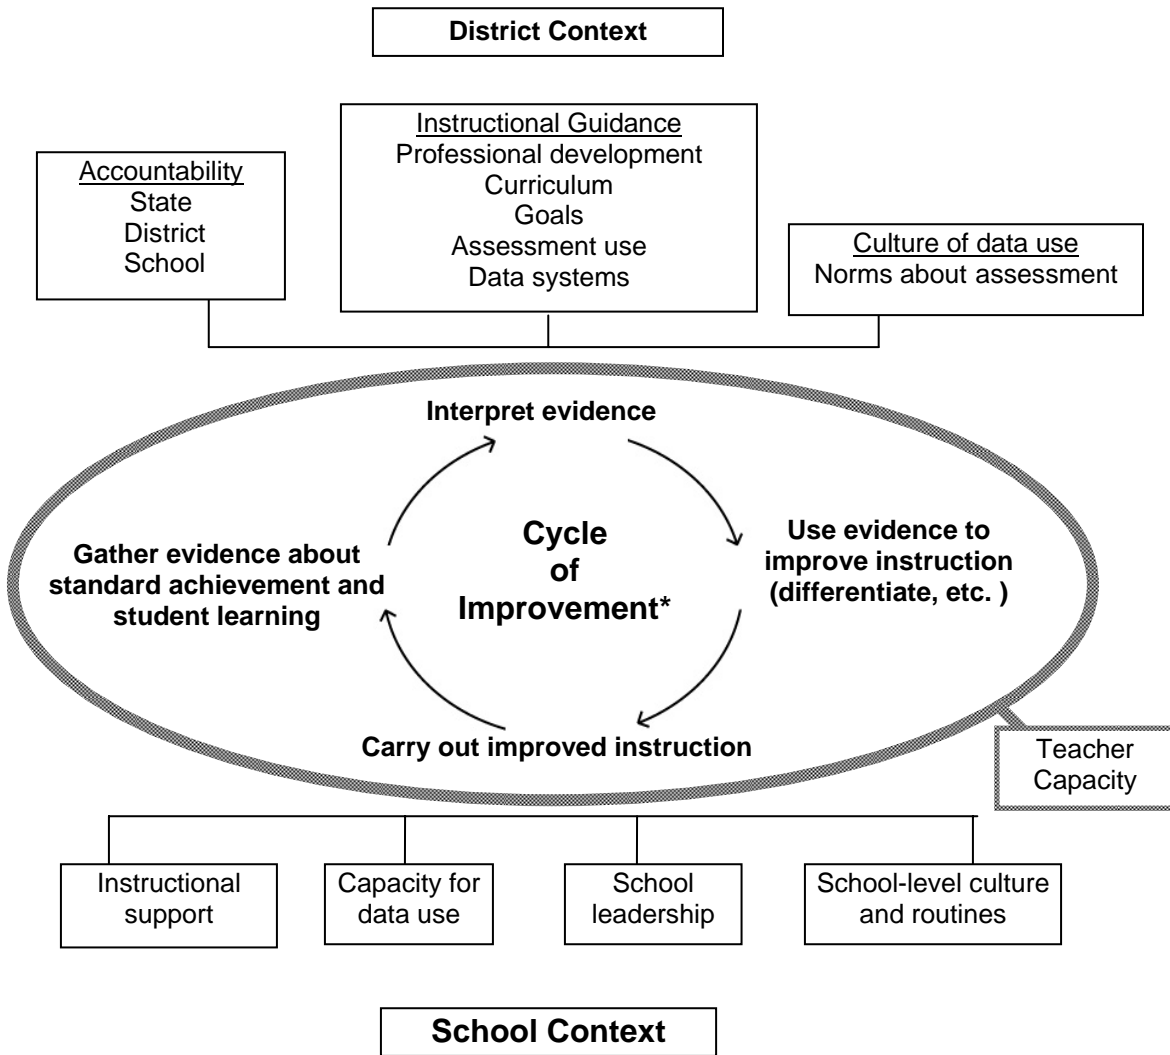 District Context
Instructional Guidance
Professional development
Curriculum
Goals
Assessment use
Data systems
Accountability
State
District
School
Culture of data use
Norms about assessment
Interpret evidence
Cycle
of
Improvement*
Use evidence to
improve instruction
(differentiate, etc. )
Gather evidence about
standard achievement and
student learning
Carry out improved instruction
Teacher
Capacity
Instructional
support
Capacity for
data use
School
leadership
School-level culture
and routines
School Context